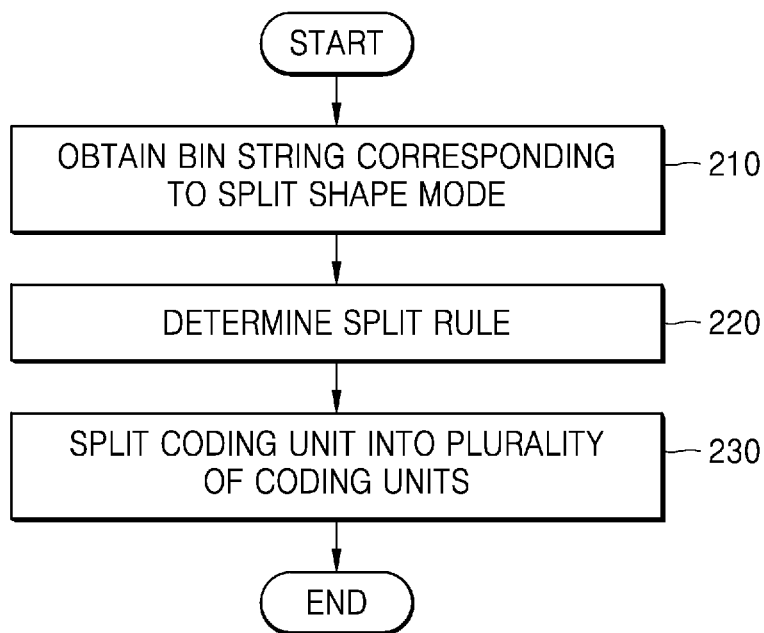 START
OBTAIN BIN STRING CORRESPONDING
TO SPLIT SHAPE MODE
210
DETERMINE SPLIT RULE
220
SPLIT CODING UNIT INTO PLURALITY
OF CODING UNITS
230
END